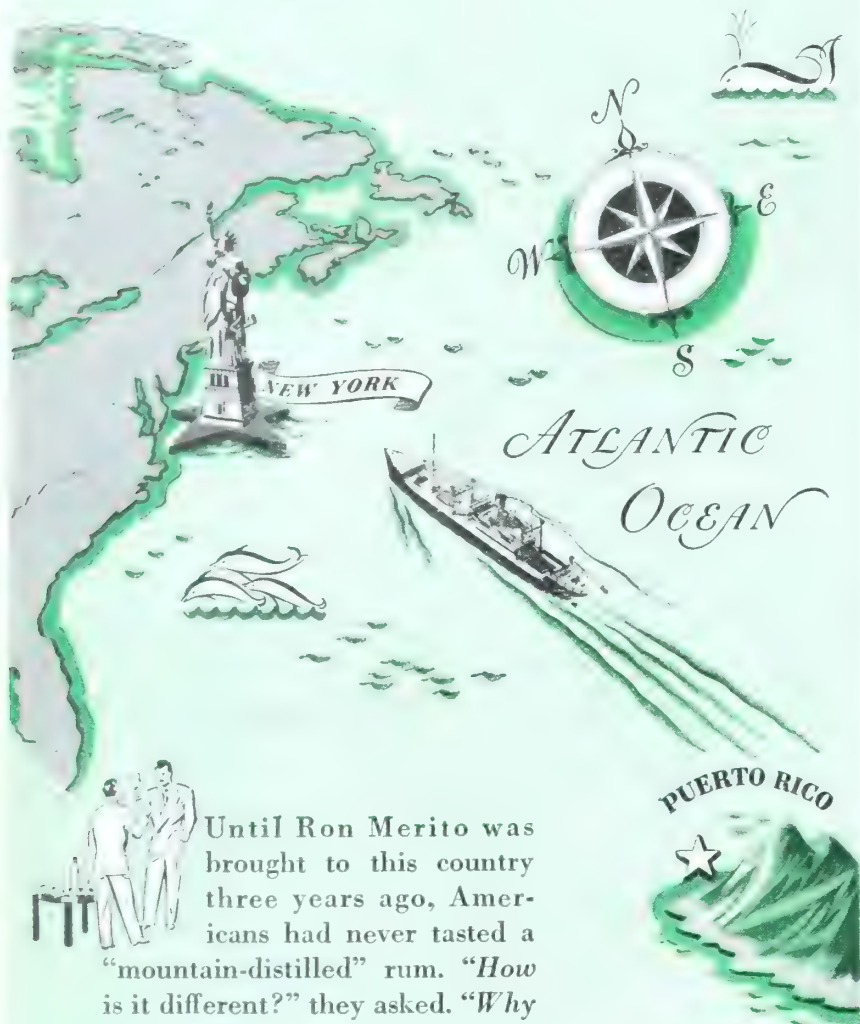 N
E
W
S
NEW YORK
ATLANTIC
OCEAN
PUERTO RICO
Until Ron Merito was
brought to this country
three years ago, Amer-
icans had never tasted a
“mountain-distilled” rum. “How
is it different?” they asked. “Why